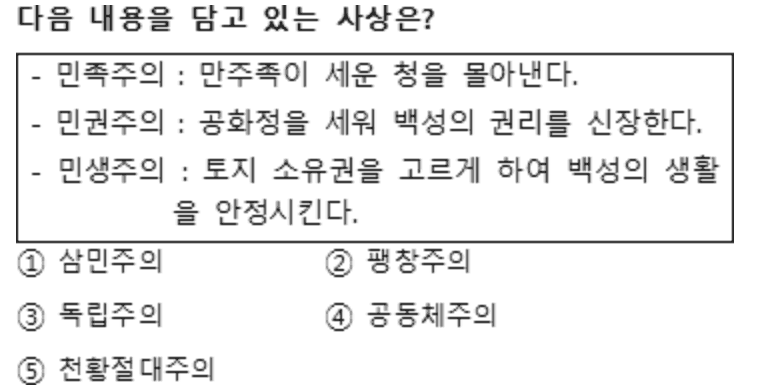 다음 내용을 담고 있는 사상은?
- 민족주의 : 만주족이 세운 청을 몰아낸다.
- 민권주의 : 공화정을 세워 백성의 권리를 신장한다.
- 민생주의 : 토지 소유권을 고르게 하여 백성의 생활
을 안정시킨다.
① 삼민주의 ② 팽창주의
③ 독립주의 ④ 공동체주의
⑤ 천황절대주의